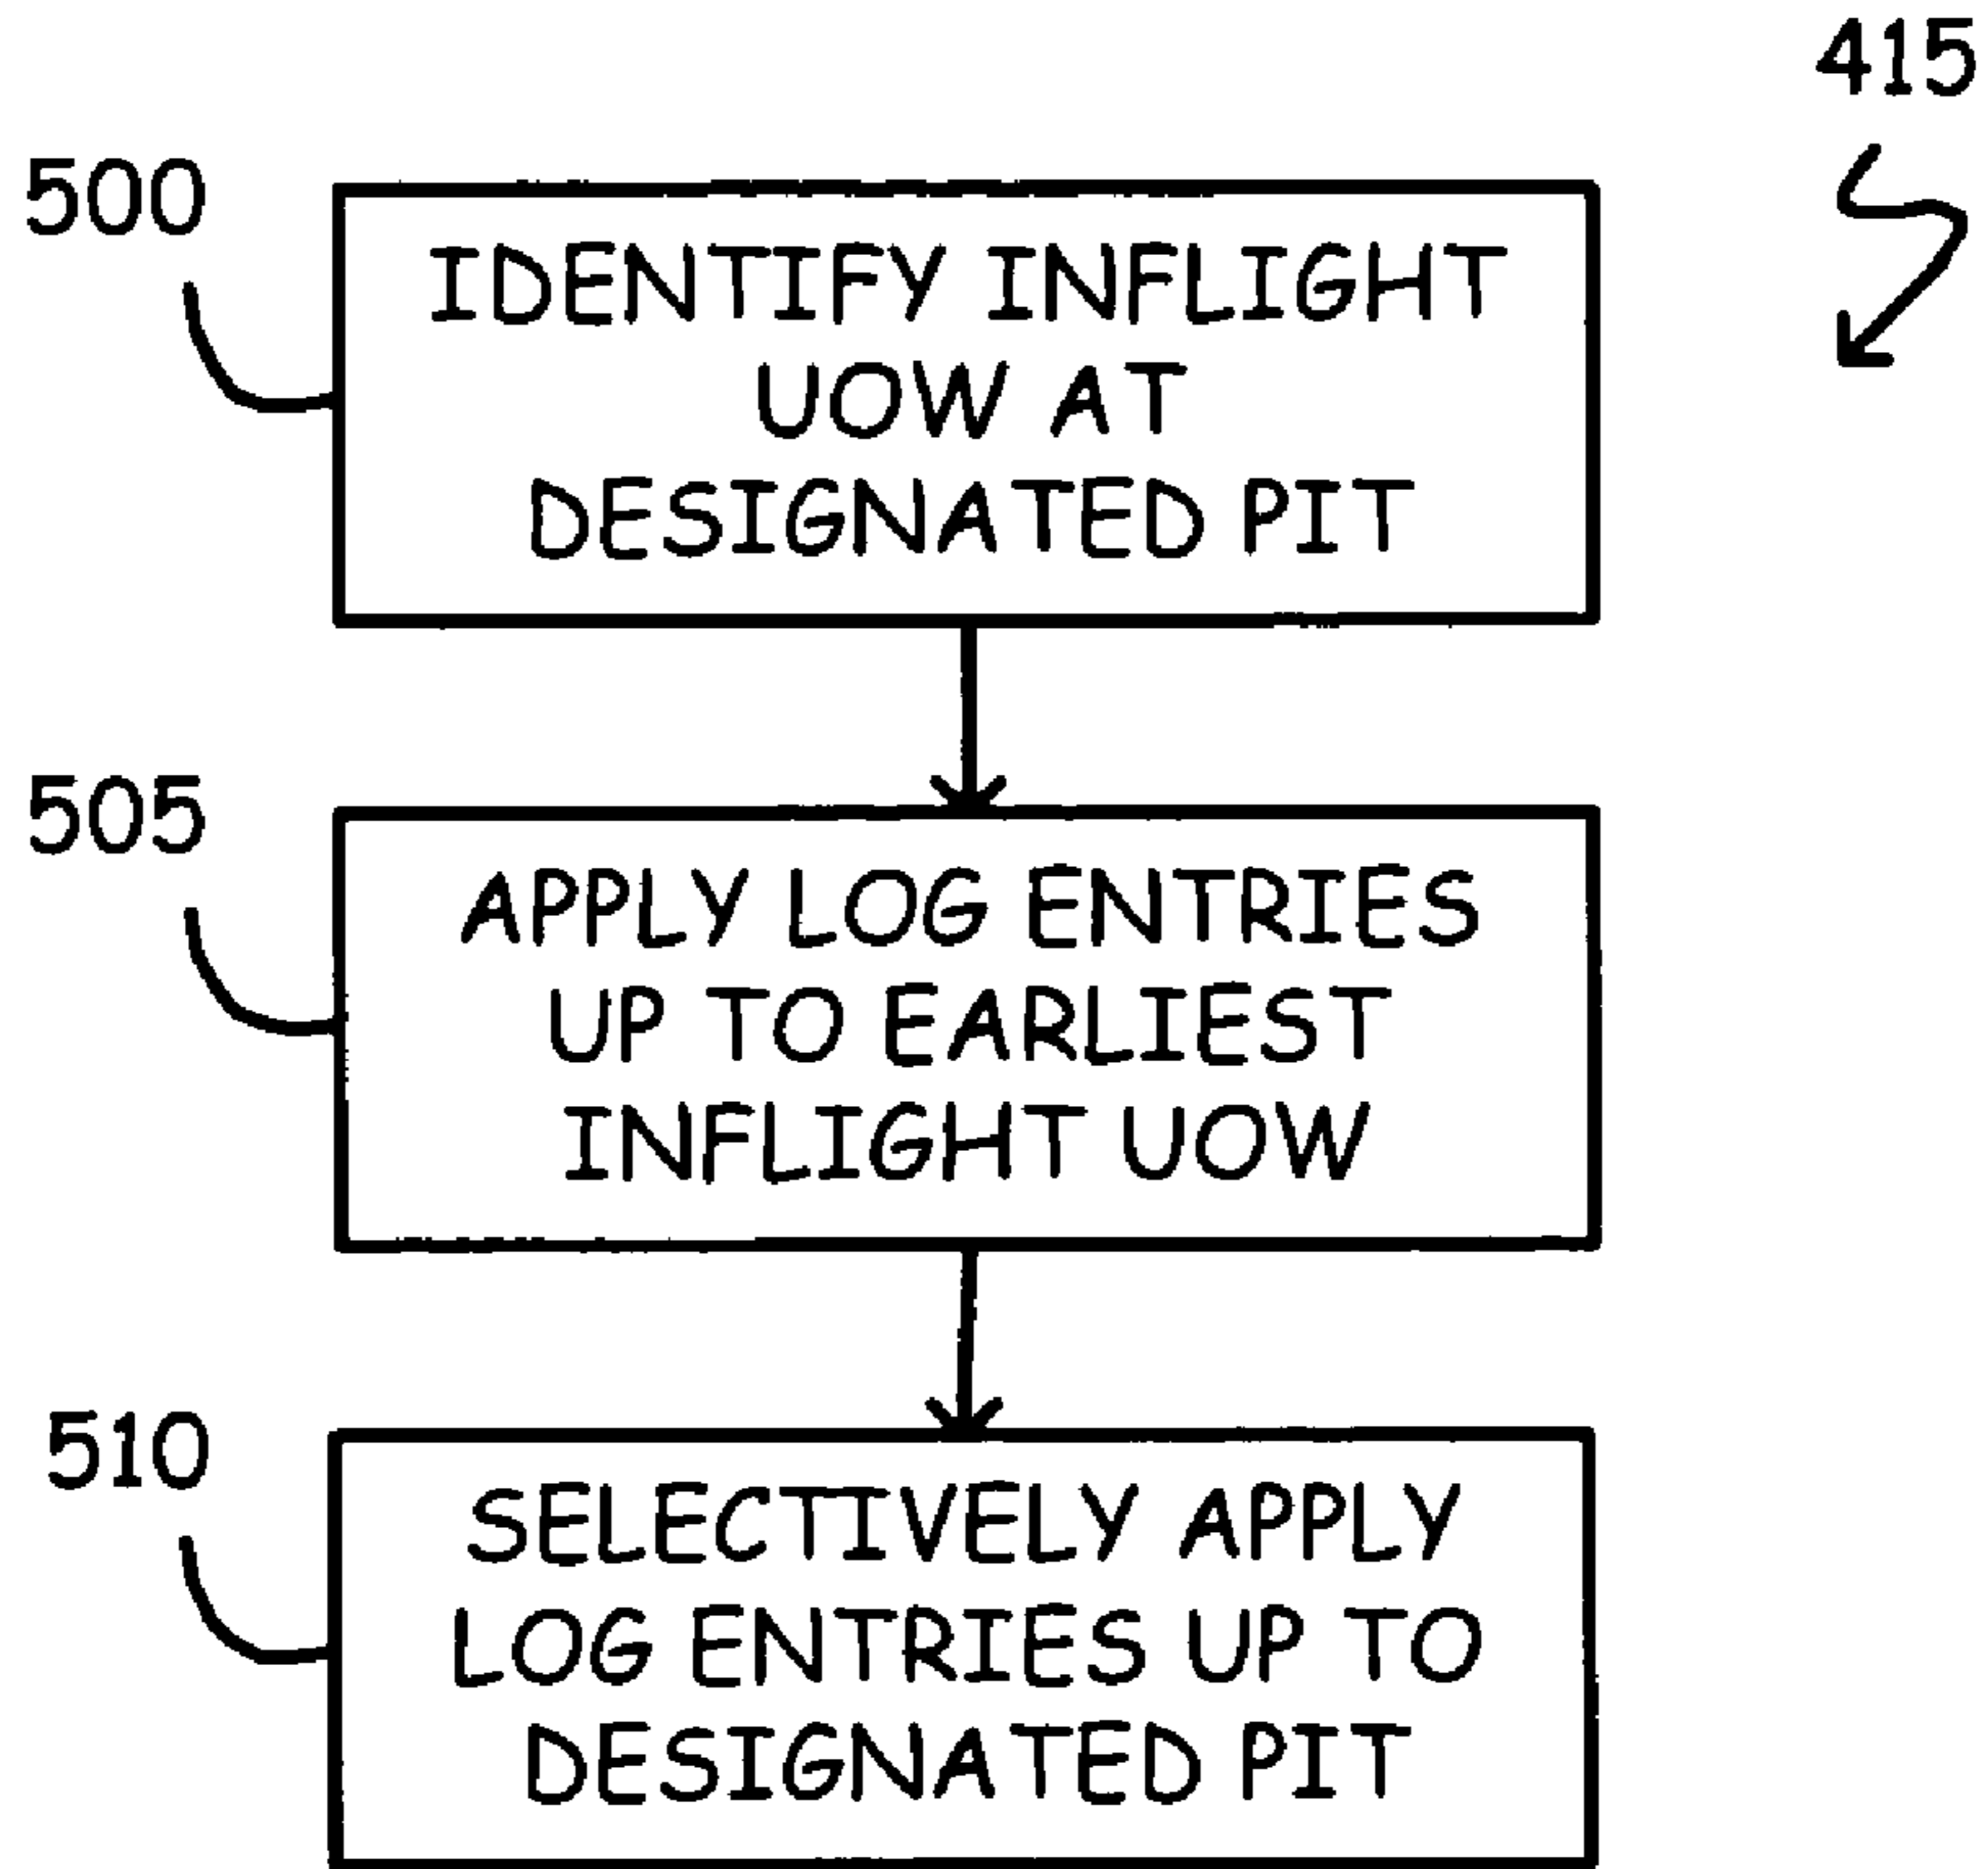 415
500
IDENTIFY INFLIGHT
UOW AT
DESIGNATED PIT
505
APPLY LOG ENTRIES
UP TO EARLIEST
INFLIGHT UOW
510
SELECTIVELY APPLY
LOG ENTRIES UP TO
DESIGNATED PIT